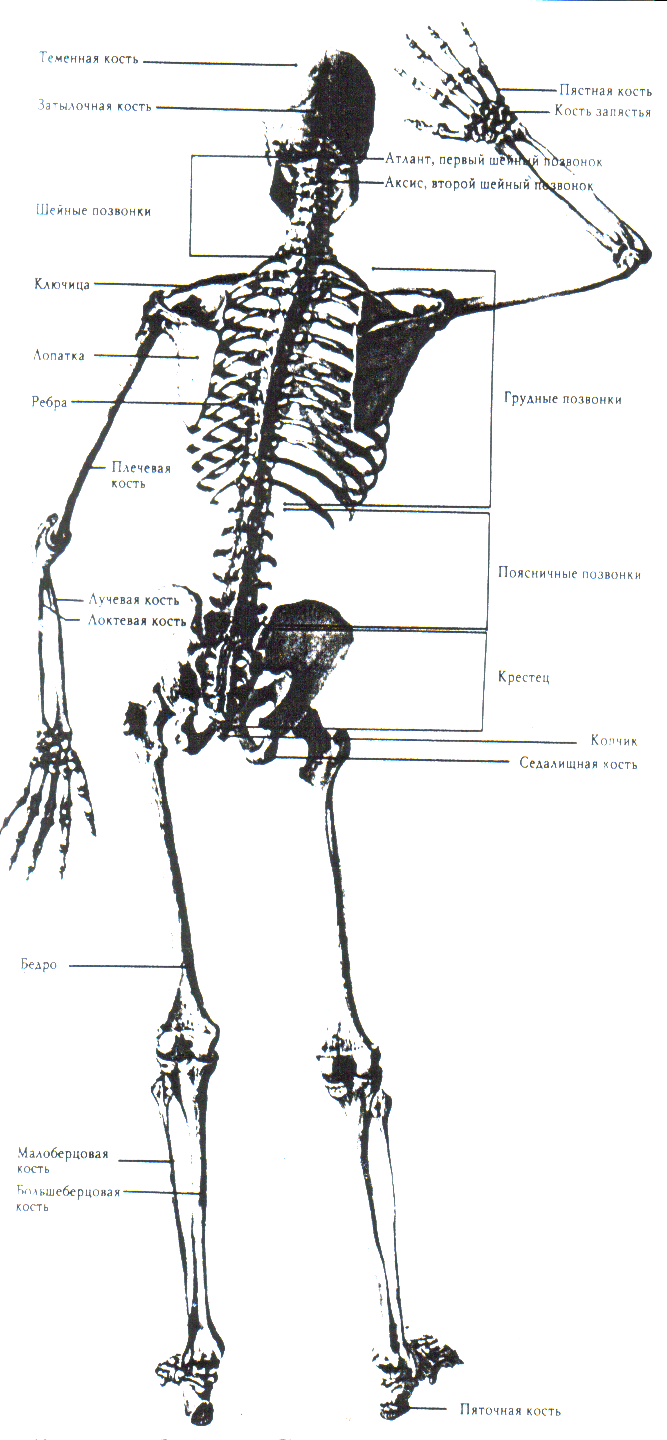 Теменная кость
Пястная кость
Затылочная кость
Кость запястья
Атлант, первый шейный позвонок
Аксис, второй шейный позвонок
Шейные позвонки
Ключица
Лопатка
Ребра
Грудные позвонки
Плечевая
кость
Поясничные позвонки
Лучевая кость
Локтевая кость
Крестец
Копчик
Седалищная кость
Бедро
Малоберцовая
кость
Большеберцовая
кость
Пяточная кость